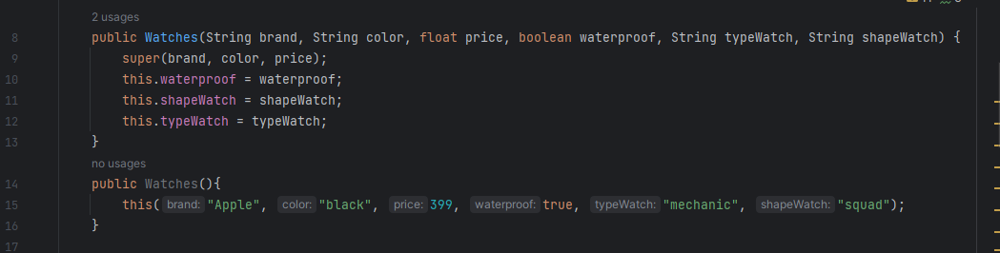 2 usages
8 public Watches(String brand, String color, float price, boolean waterproof, String typeWatch, String shapeWatch) {
9 super(brand, color, price);
10 this.waterproof = waterproof;
11 this.shapeWatch = shapeWatch;
12 this.typeWatch = typeWatch;
13 }
no usages
14 public Watches(){
15 this( brand: "Apple", color: "black", price: 399, waterproof: true, typeWatch: "mechanic", shapeWatch: "squad");
16 }
17